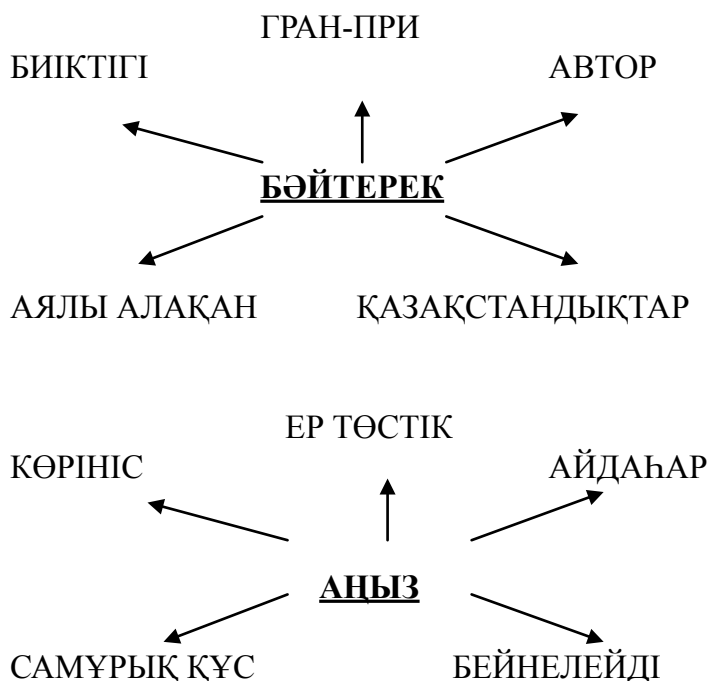 ГРАН-ПРИ
БИІКТІГІ АВТОР
БӘЙТЕРЕК
АЯЛЫ АЛАҚАН ҚАЗАҚСТАНДЫҚТАР
ЕР ТӨСТІК
КӨРІНІС АЙДАҺАР
АҢЫЗ
САМҰРЫҚ ҚҰС БЕЙНЕЛЕЙДІ